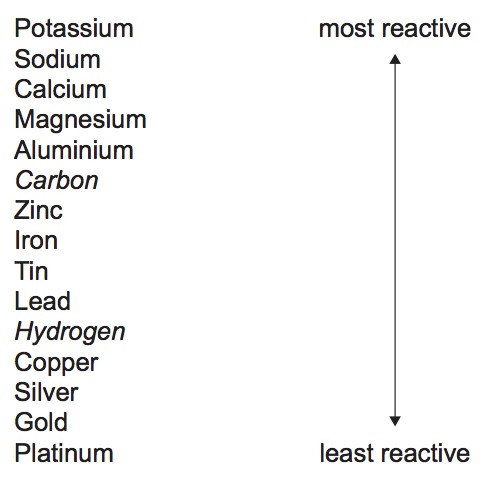 Potassium most reactive
Sodium
Calcium
Magnesium
Aluminium
Carbon
Zinc
Iron
Tin
Lead
Hydrogen
Copper
Silver
Gold
Platinum least reactive